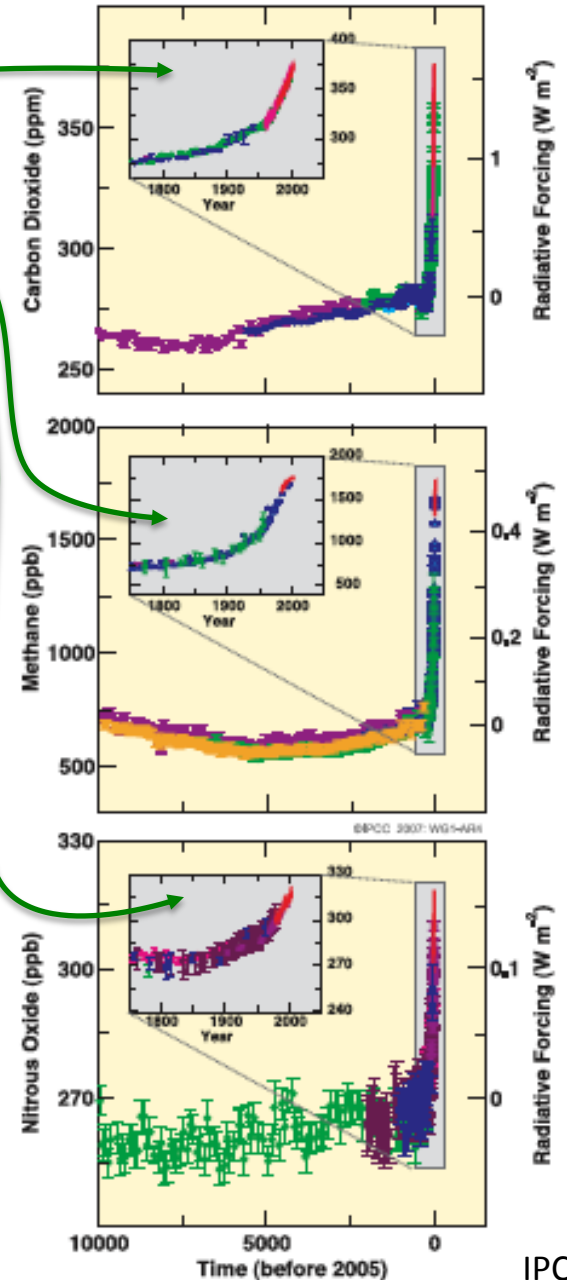 400
350
300
1800 1900 2000
Year
350
300
250
Carbon Dioxide (ppm)
1
0
Radiative Forcing (W m-2)
2000
1500
1000
500
1800 1900 2000
Year
2000
1500
1000
500
Methane (ppb)
0.4
0.2
0
Radiative Forcing (W m-2)
©IPCC 2007: WG1-AR4
330
300
270
240
1800 1900 2000
Year
330
300
270
Nitrous Oxide (ppb)
0.1
0
Radiative Forcing (W m-2)
10000 5000 0
Time (before 2005)